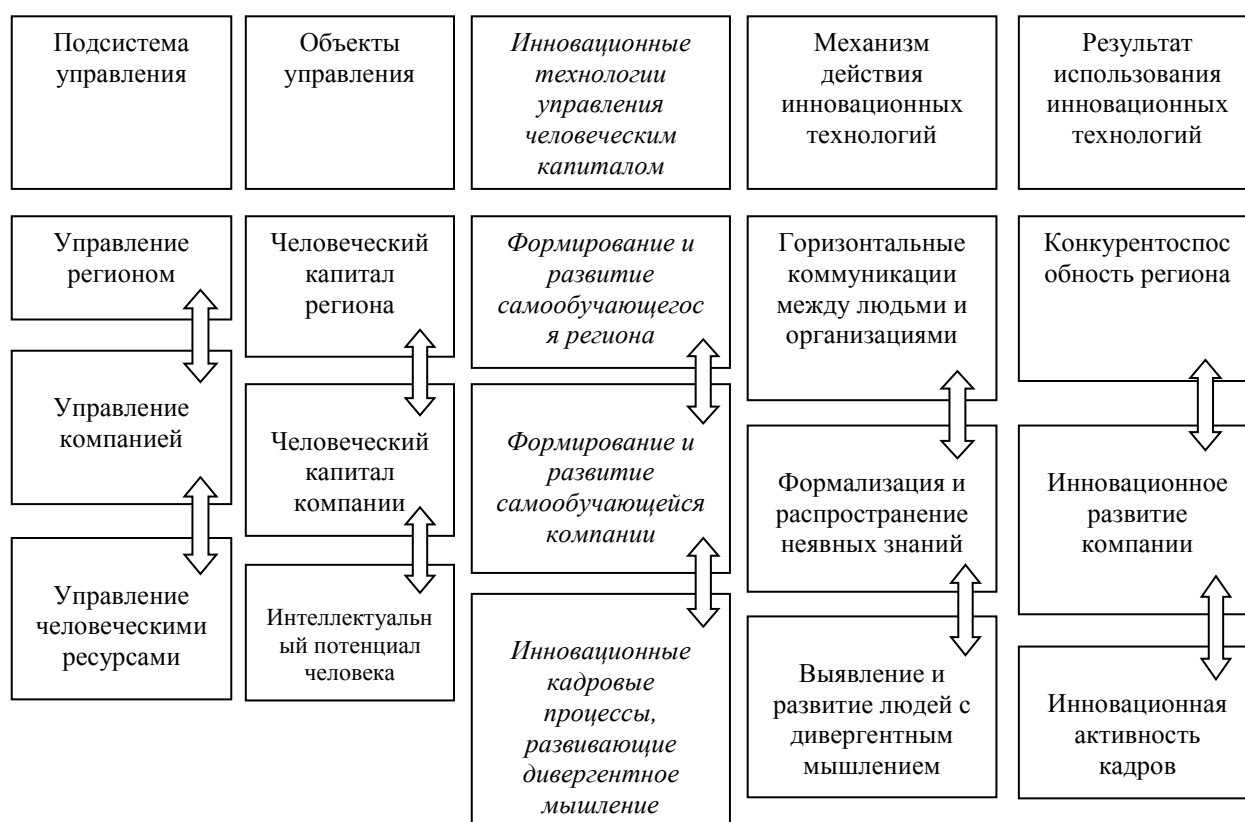 Подсистема
управления
Объекты
управления
Инновационные
технологии
управления
человеческим
капиталом
Механизм
действия
инновационных
технологий
Результат
использования
инновационных
технологий
Управление
регионом
Человеческий
капитал
региона
Формирование и
развитие
самообучающегос
я региона
Горизонтальные
коммуникации
между людьми и
организациями
Конкурентоспос
обность региона
Управление
компанией
Человеческий
капитал
компании
Формирование и
развитие
самообучающейся
компании
Формализация и
распространение
неявных знаний
Инновационное
развитие
компании
Управление
человеческими
ресурсами
Интеллектуальн
ый потенциал
человека
Инновационные
кадровые
процессы,
развивающие
дивергентное
мышление
Выявление и
развитие людей с
дивергентным
мышлением
Инновационная
активность
кадров